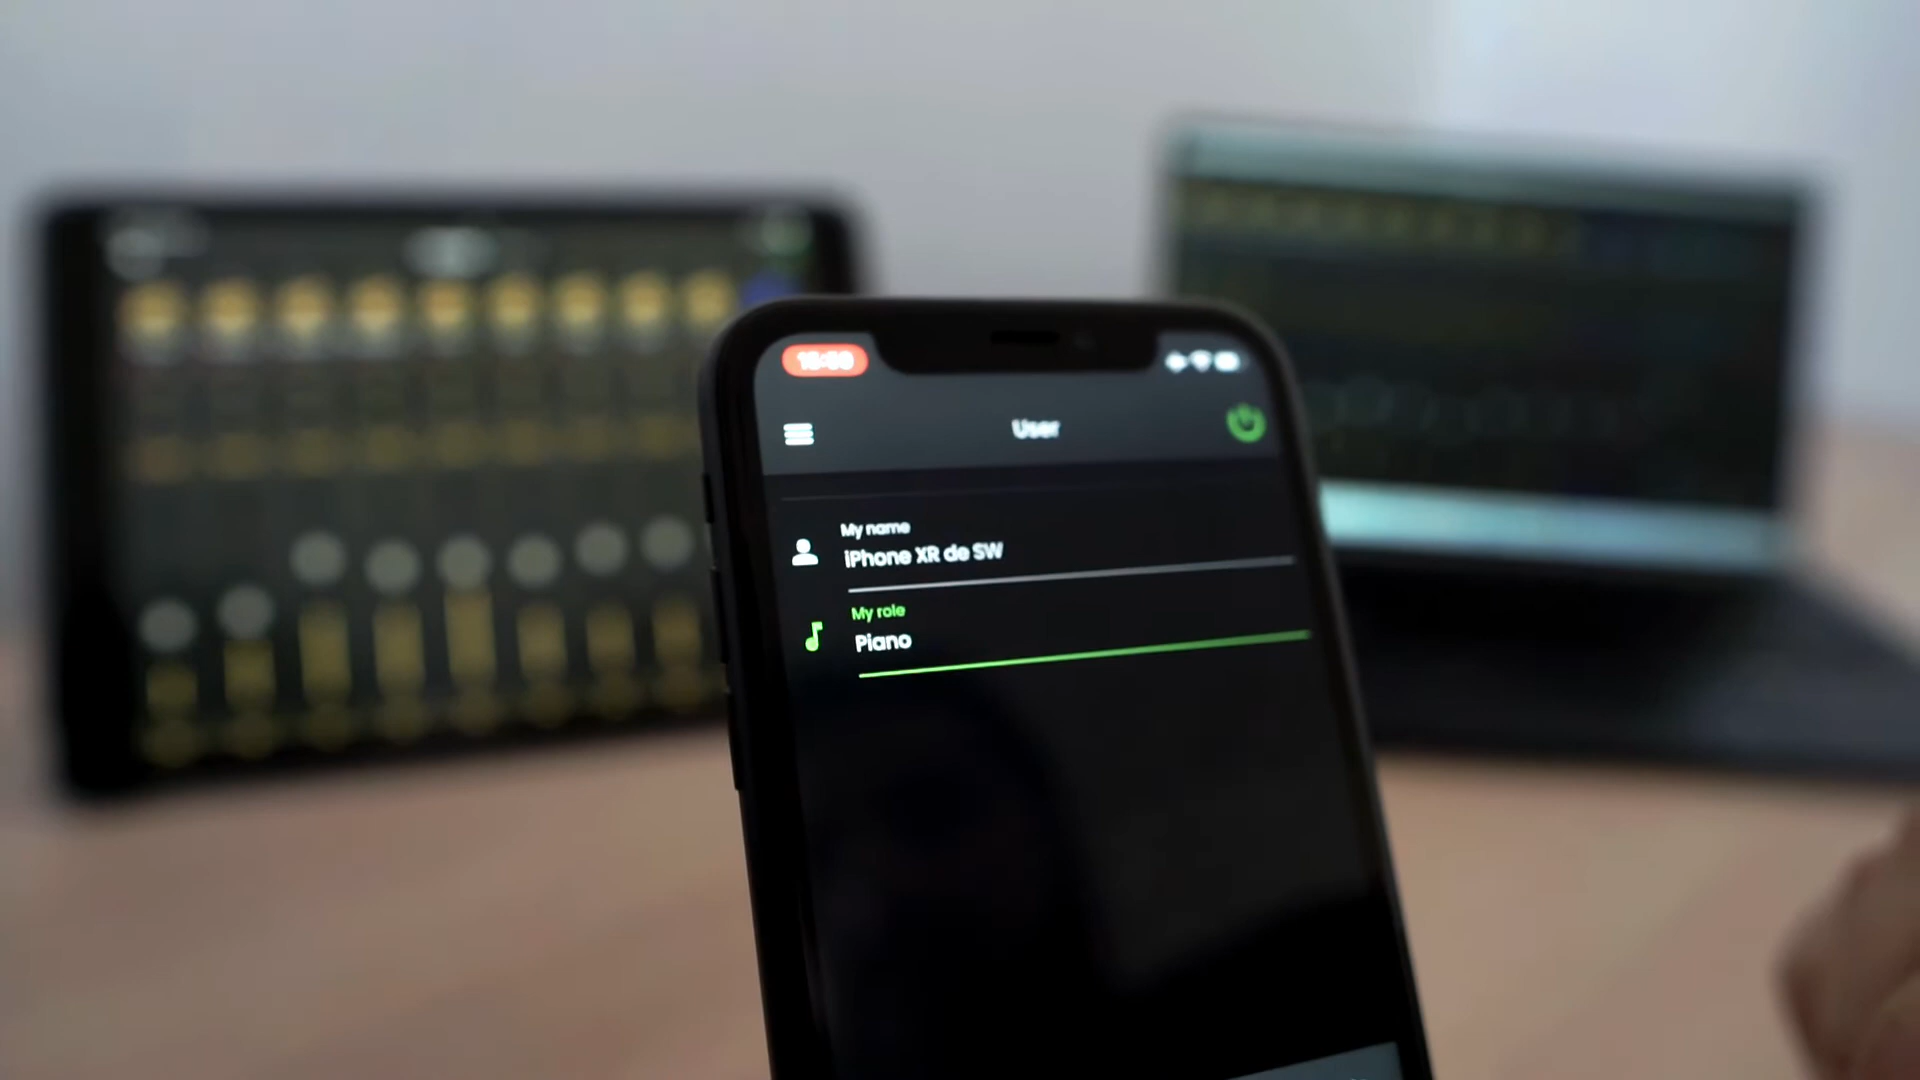 User
My name
iPhone XR de SW
My role
Piano